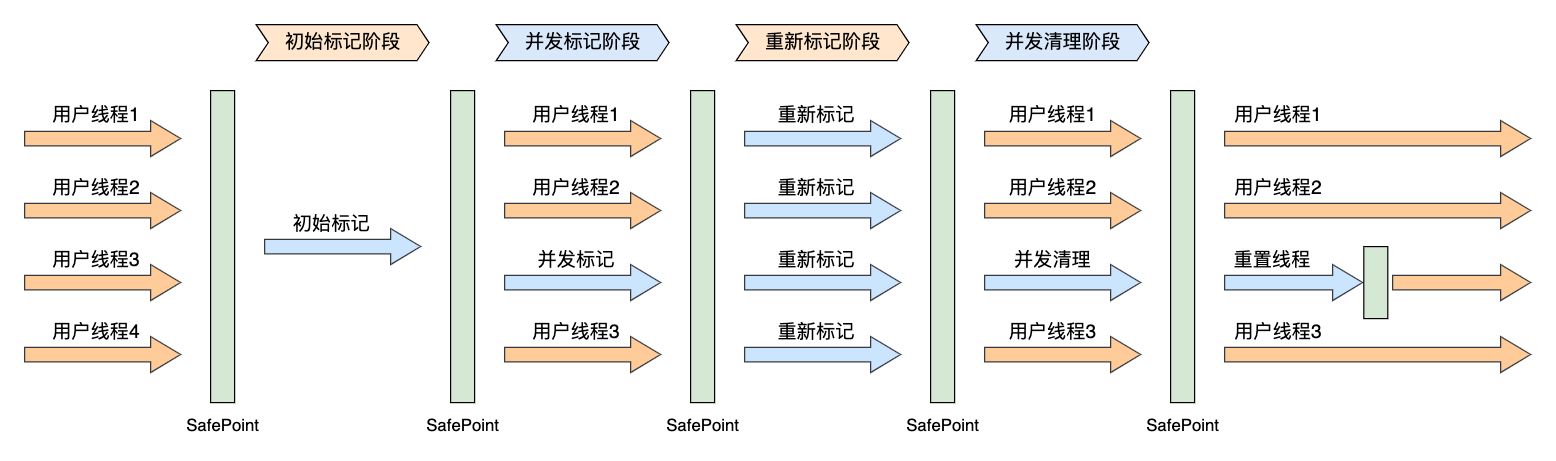 初始标记阶段
并发标记阶段
重新标记阶段
并发清理阶段
用户线程1
用户线程1
重新标记
用户线程1
用户线程1
用户线程2
用户线程2
重新标记
用户线程2
用户线程2
初始标记
用户线程3
并发标记
重新标记
并发清理
重置线程
用户线程4
用户线程3
重新标记
用户线程3
用户线程3
SafePoint
SafePoint
SafePoint
SafePoint
SafePoint